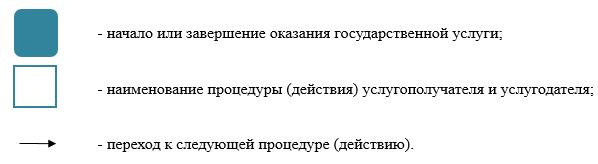 - начало или завершение оказания государственной услуги;
- наименование процедуры (действия) услугополучателя и услугодателя;
- переход к следующей процедуре (действию).